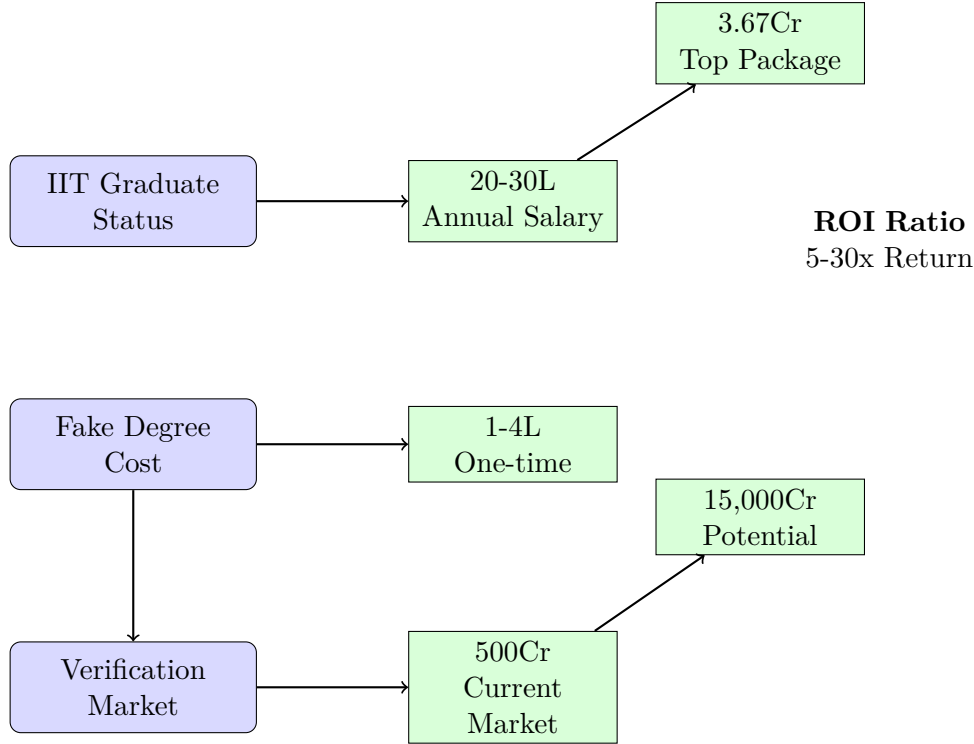 3.67Cr
Top Package
IIT Graduate
Status
20-30L
Annual Salary
ROI Ratio
5-30x Return
Fake Degree
Cost
1-4L
One-time
15,000Cr
Potential
Verification
Market
500Cr
Current
Market